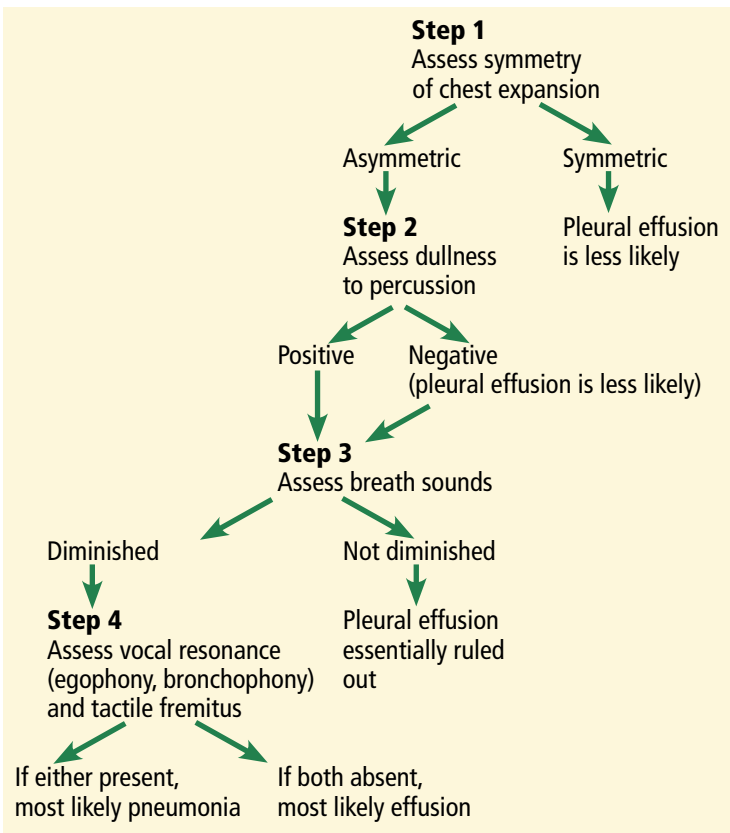 Step 1
Assess symmetry
of chest expansion
Asymmetric
Symmetric
Step 2
Assess dullness
to percussion
Pleural effusion
is less likely
Positive
Negative
(pleural effusion is less likely)
Step 3
Assess breath sounds
Diminished
Not diminished
Step 4
Assess vocal resonance
(egophony, bronchophony)
and tactile fremitus
Pleural effusion
essentially ruled
out
If either present,
most likely pneumonia
If both absent,
most likely effusion